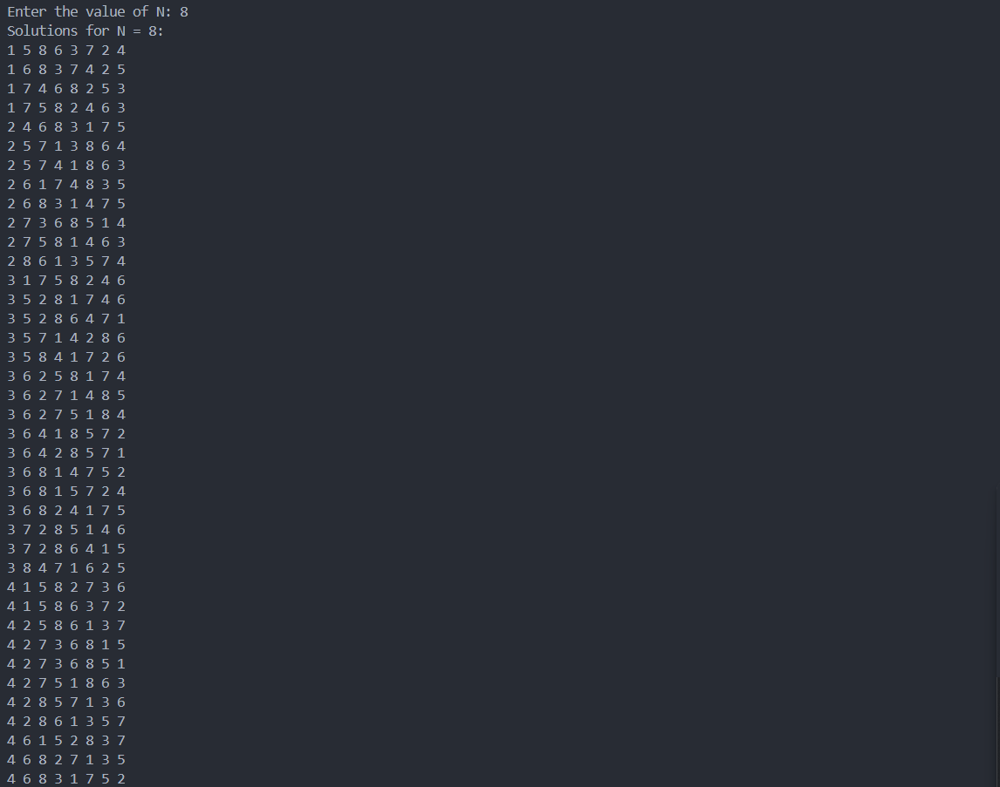 Enter the value of N: 8
Solutions for N = 8:
1 5 8 6 3 7 2 4
1 6 8 3 7 4 2 5
1 7 4 6 8 2 5 3
1 7 5 8 2 4 6 3
2 4 6 8 3 1 7 5
2 5 7 1 3 8 6 4
2 5 7 4 1 8 6 3
2 6 1 7 4 8 3 5
2 6 8 3 1 4 7 5
2 7 3 6 8 5 1 4
2 7 5 8 1 4 6 3
2 8 6 1 3 5 7 4
3 1 7 5 8 2 4 6
3 5 2 8 1 7 4 6
3 5 2 8 6 4 7 1
3 5 7 1 4 2 8 6
3 5 8 4 1 7 2 6
3 6 2 5 8 1 7 4
3 6 2 7 1 4 8 5
3 6 2 7 5 1 8 4
3 6 4 1 8 5 7 2
3 6 4 2 8 5 7 1
3 6 8 1 4 7 5 2
3 6 8 1 5 7 2 4
3 6 8 2 4 1 7 5
3 7 2 8 5 1 4 6
3 7 2 8 6 4 1 5
3 8 4 7 1 6 2 5
4 1 5 8 2 7 3 6
4 1 5 8 6 3 7 2
4 2 5 8 6 1 3 7
4 2 7 3 6 8 1 5
4 2 7 3 6 8 5 1
4 2 7 5 1 8 6 3
4 2 8 5 7 1 3 6
4 2 8 6 1 3 5 7
4 6 1 5 2 8 3 7
4 6 8 2 7 1 3 5
4 6 8 3 1 7 5 2